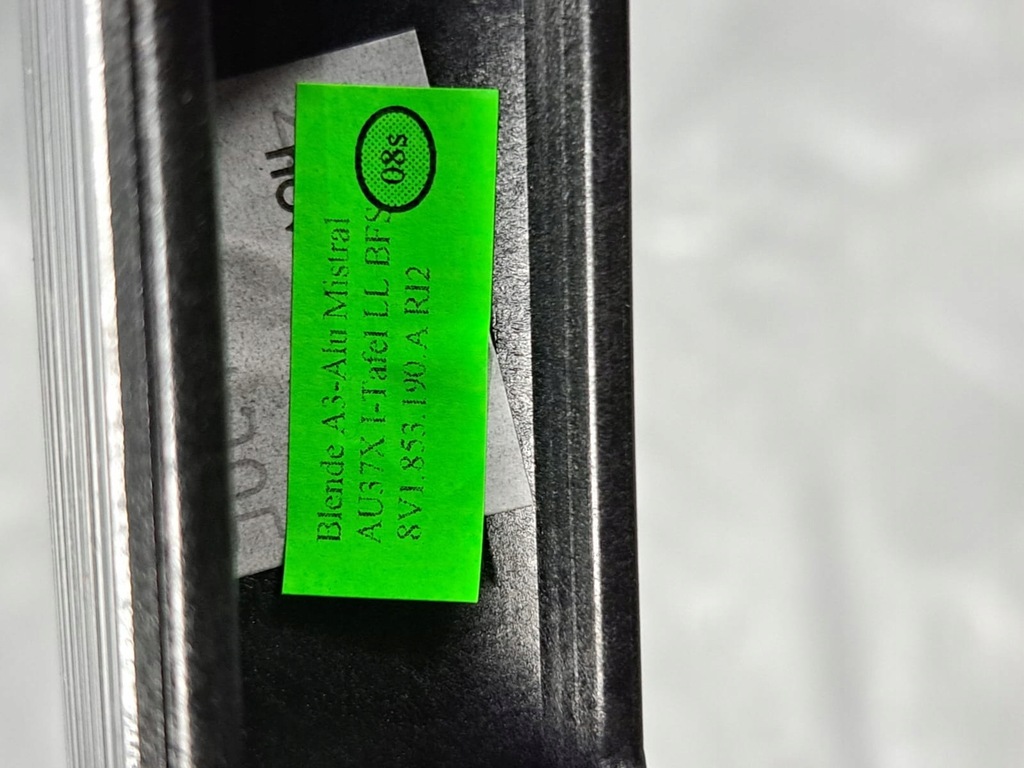 08s
Blende A3-Alu Mistral
AU37X I-Tafel LL BFS
8V1.853.190.A RI2